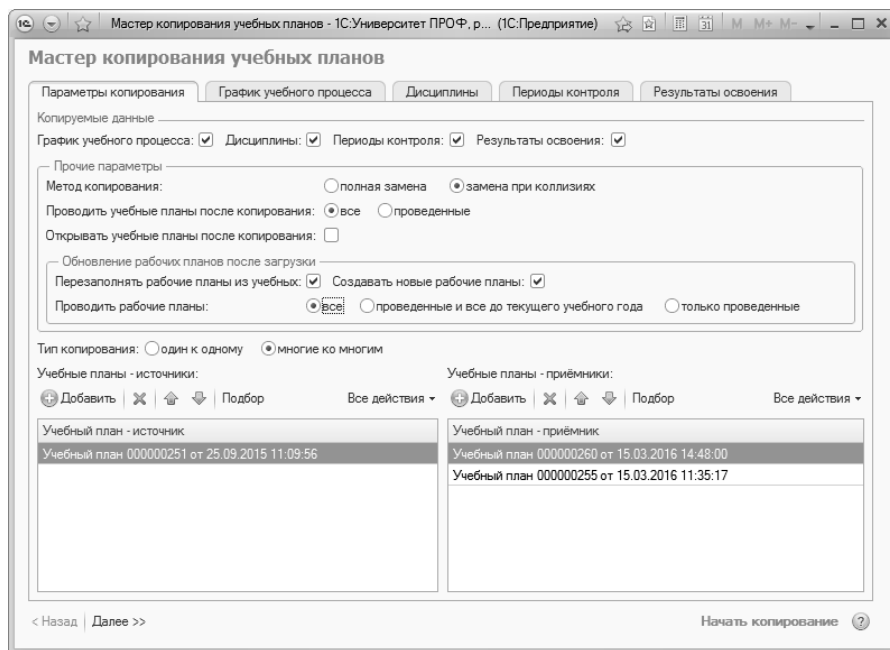 Мастер копирования учебных планов - 1С:Университет ПРОФ, р... (1С:Предприятие) 31 M M+ M-
Мастер копирования учебных планов
Параметры копирования График учебного процесса Дисциплины Периоды контроля Результаты освоения
Копируемые данные
График учебного процесса: Дисциплины: Периоды контроля: Результаты освоения:
Прочие параметры
Метод копирования: полная замена замена при коллизиях
Проводить учебные планы после копирования: все проведенные
Открывать учебные планы после копирования:
Обновление рабочих планов после загрузки
Перезаполнять рабочие планы из учебных: Создавать новые рабочие планы:
Проводить рабочие планы: все проведенные и все до текущего учебного года только проведенные
Тип копирования: один к одному многие ко многим
Учебные планы - источники: Учебные планы - приёмники:
Добавить Подбор Все действия Добавить Подбор Все действия
Учебный план - источник Учебный план - приёмник
Учебный план 000000251 от 25.09.2015 11:09:56 Учебный план 000000260 от 15.03.2016 14:48:00
Учебный план 000000255 от 15.03.2016 11:35:17
< Назад Далее >> Начать копирование ?